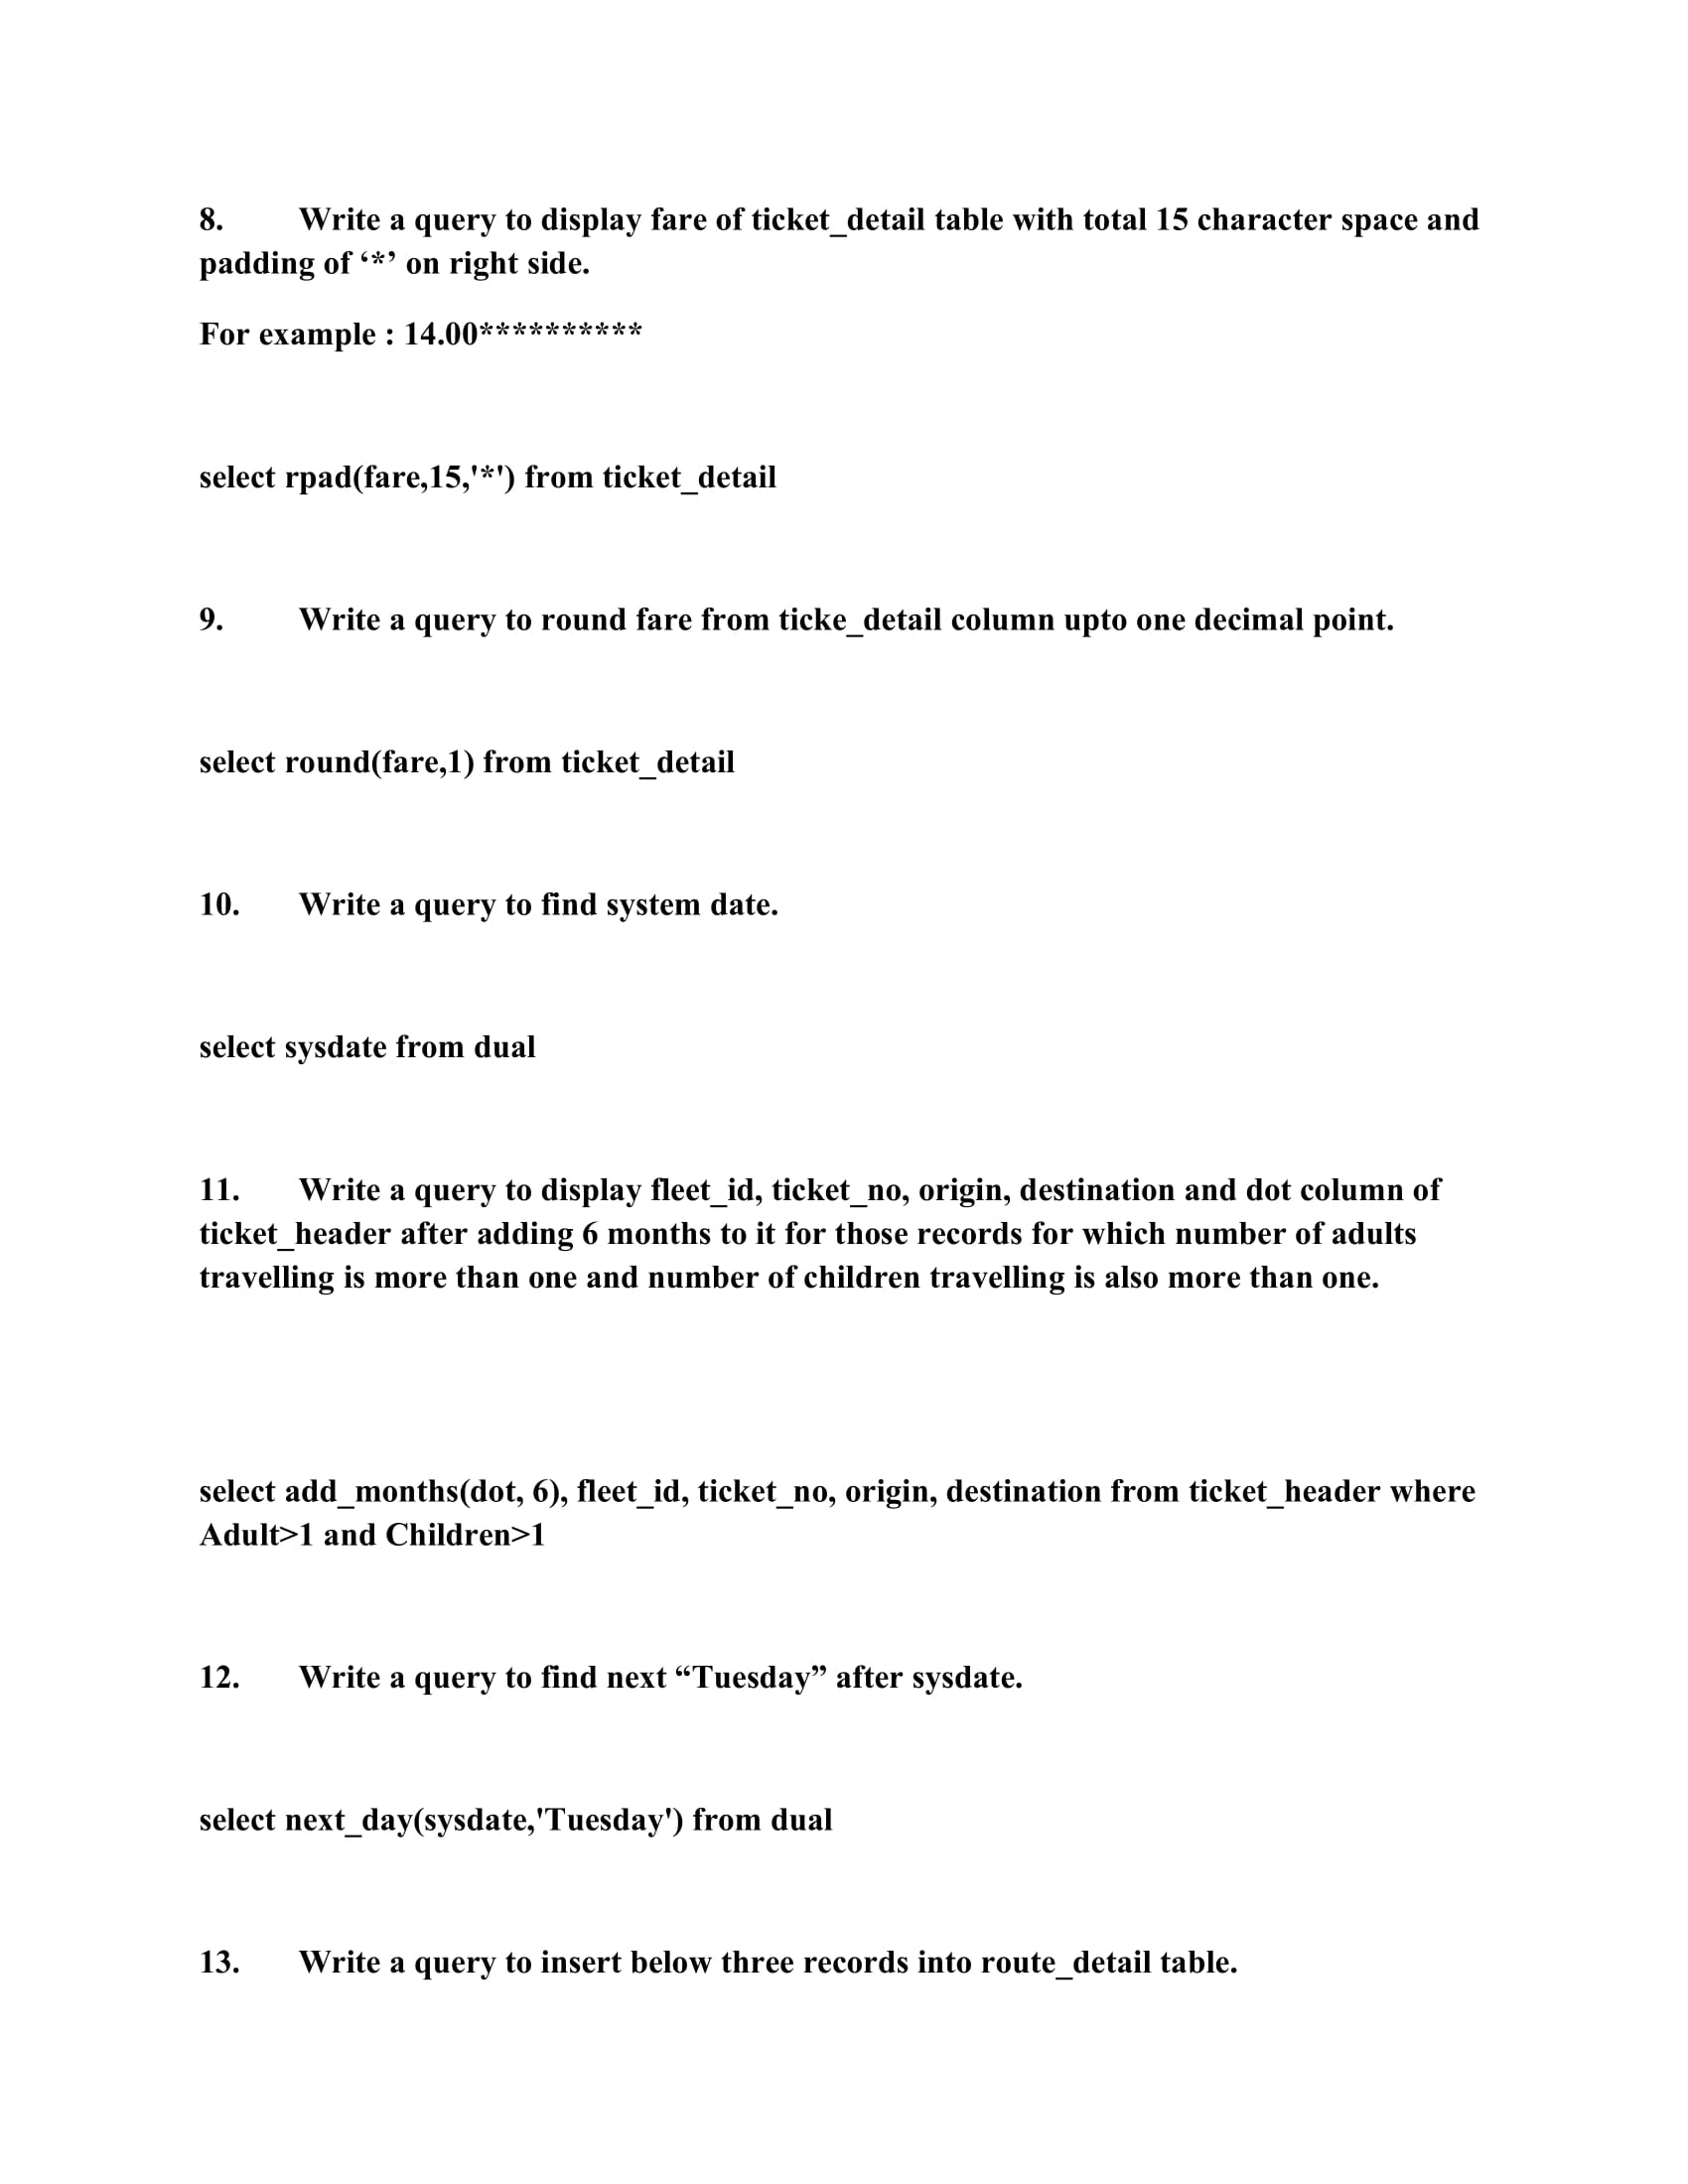 8. Write a query to display fare of ticket_detail table with total 15 character space and
padding of ‘*’ on right side.
For example : 14.00**********
select rpad(fare,15,'*') from ticket_detail
9. Write a query to round fare from ticke_detail column upto one decimal point.
select round(fare,1) from ticket_detail
10. Write a query to find system date.
select sysdate from dual
11. Write a query to display fleet_id, ticket_no, origin, destination and dot column of
ticket_header after adding 6 months to it for those records for which number of adults
travelling is more than one and number of children travelling is also more than one.
select add_months(dot, 6), fleet_id, ticket_no, origin, destination from ticket_header where
Adult>1 and Children>1
12. Write a query to find next “Tuesday” after sysdate.
select next_day(sysdate,'Tuesday') from dual
13. Write a query to insert below three records into route_detail table.